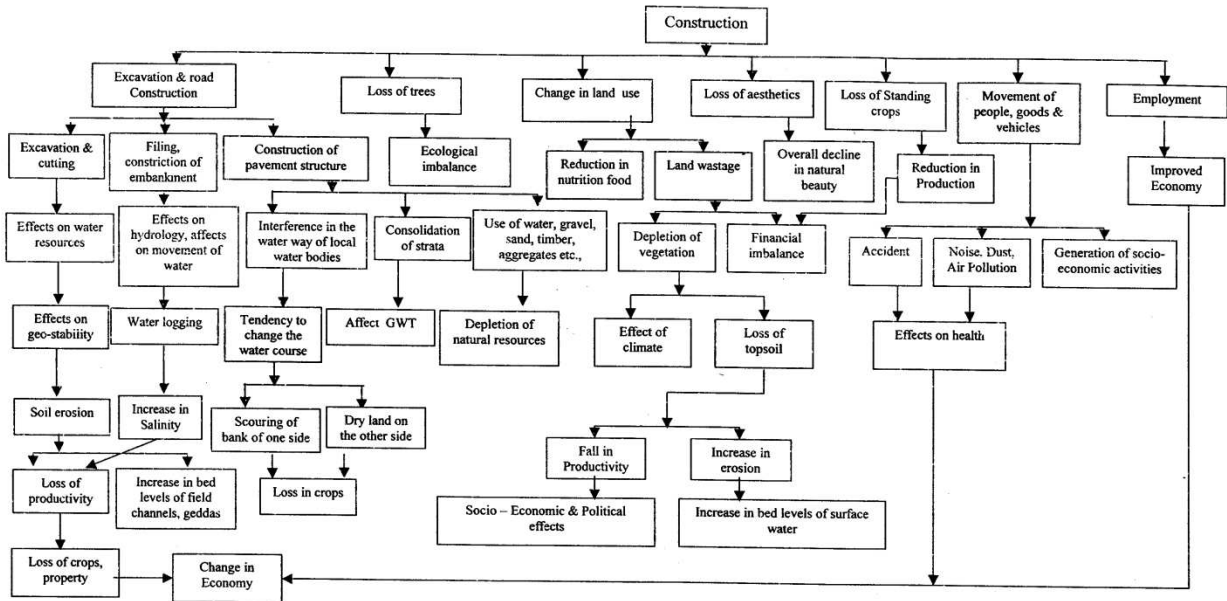 Construction
Excavation & road
Construction
Loss of trees
Change in land use
Loss of aesthetics
Loss of Standing
crops
Movement of
people, goods &
vehicles
Employment
Excavation &
cutting
Filing,
constriction of
embankment
Construction of
pavement structure
Ecological
imbalance
Reduction in
nutrition food
Land wastage
Overall decline
in natural
beauty
Reduction in
Production
Improved
Economy
Effects on water
resources
Effects on
hydrology, affects
on movement of
water
Interference in the
water way of local
water bodies
Consolidation
of strata
Use of water, gravel,
sand, timber,
aggregates etc.,
Depletion of
vegetation
Financial
imbalance
Accident
Noise, Dust,
Air Pollution
Generation of socio-
economic activities
Effects on
geo-stability
Water logging
Tendency to
change the
water course
Affect GWT
Depletion of
natural resources
Effect of
climate
Loss of
topsoil
Effects on health
Soil erosion
Increase in
Salinity
Scouring of
bank of one side
Dry land on
the other side
Fall in
Productivity
Increase in
erosion
Loss of
productivity
Increase in bed
levels of field
channels, geddas
Loss in crops
Socio – Economic & Political
effects
Increase in bed levels of surface
water
Loss of crops,
property
Change in
Economy